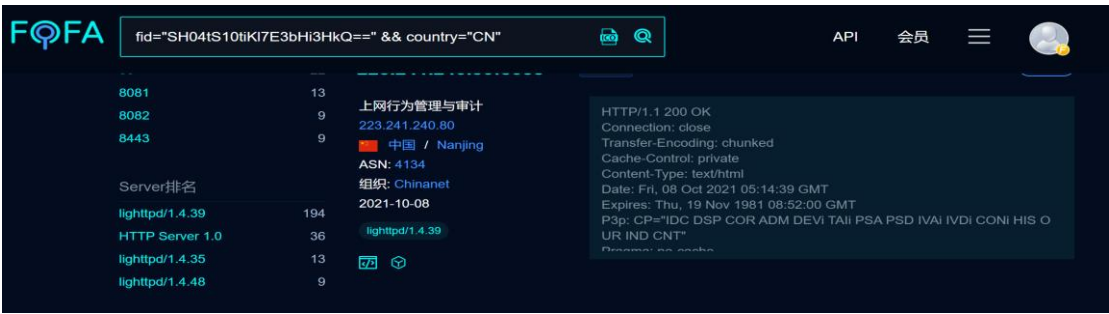 FOFA
fid="SH04tS10tiKl7E3bHi3HkQ==" && country="CN"
ICO
API
会员
8081 13
8082 9
8443 9
Server排名
lighttpd/1.4.39 194
HTTP Server 1.0 36
lighttpd/1.4.35 13
lighttpd/1.4.48 9
上网行为管理与审计
223.241.240.80
中国 / Nanjing
ASN: 4134
组织: Chinanet
2021-10-08
lighttpd/1.4.39
HTTP/1.1 200 OK
Connection: close
Transfer-Encoding: chunked
Cache-Control: private
Content-Type: text/html
Date: Fri, 08 Oct 2021 05:14:39 GMT
Expires: Thu, 19 Nov 1981 08:52:00 GMT
P3p: CP="IDC DSP COR ADM DEVi TAIi PSA PSD IVAi IVDi CONi HIS O
UR IND CNT"
Pragma: no-cache